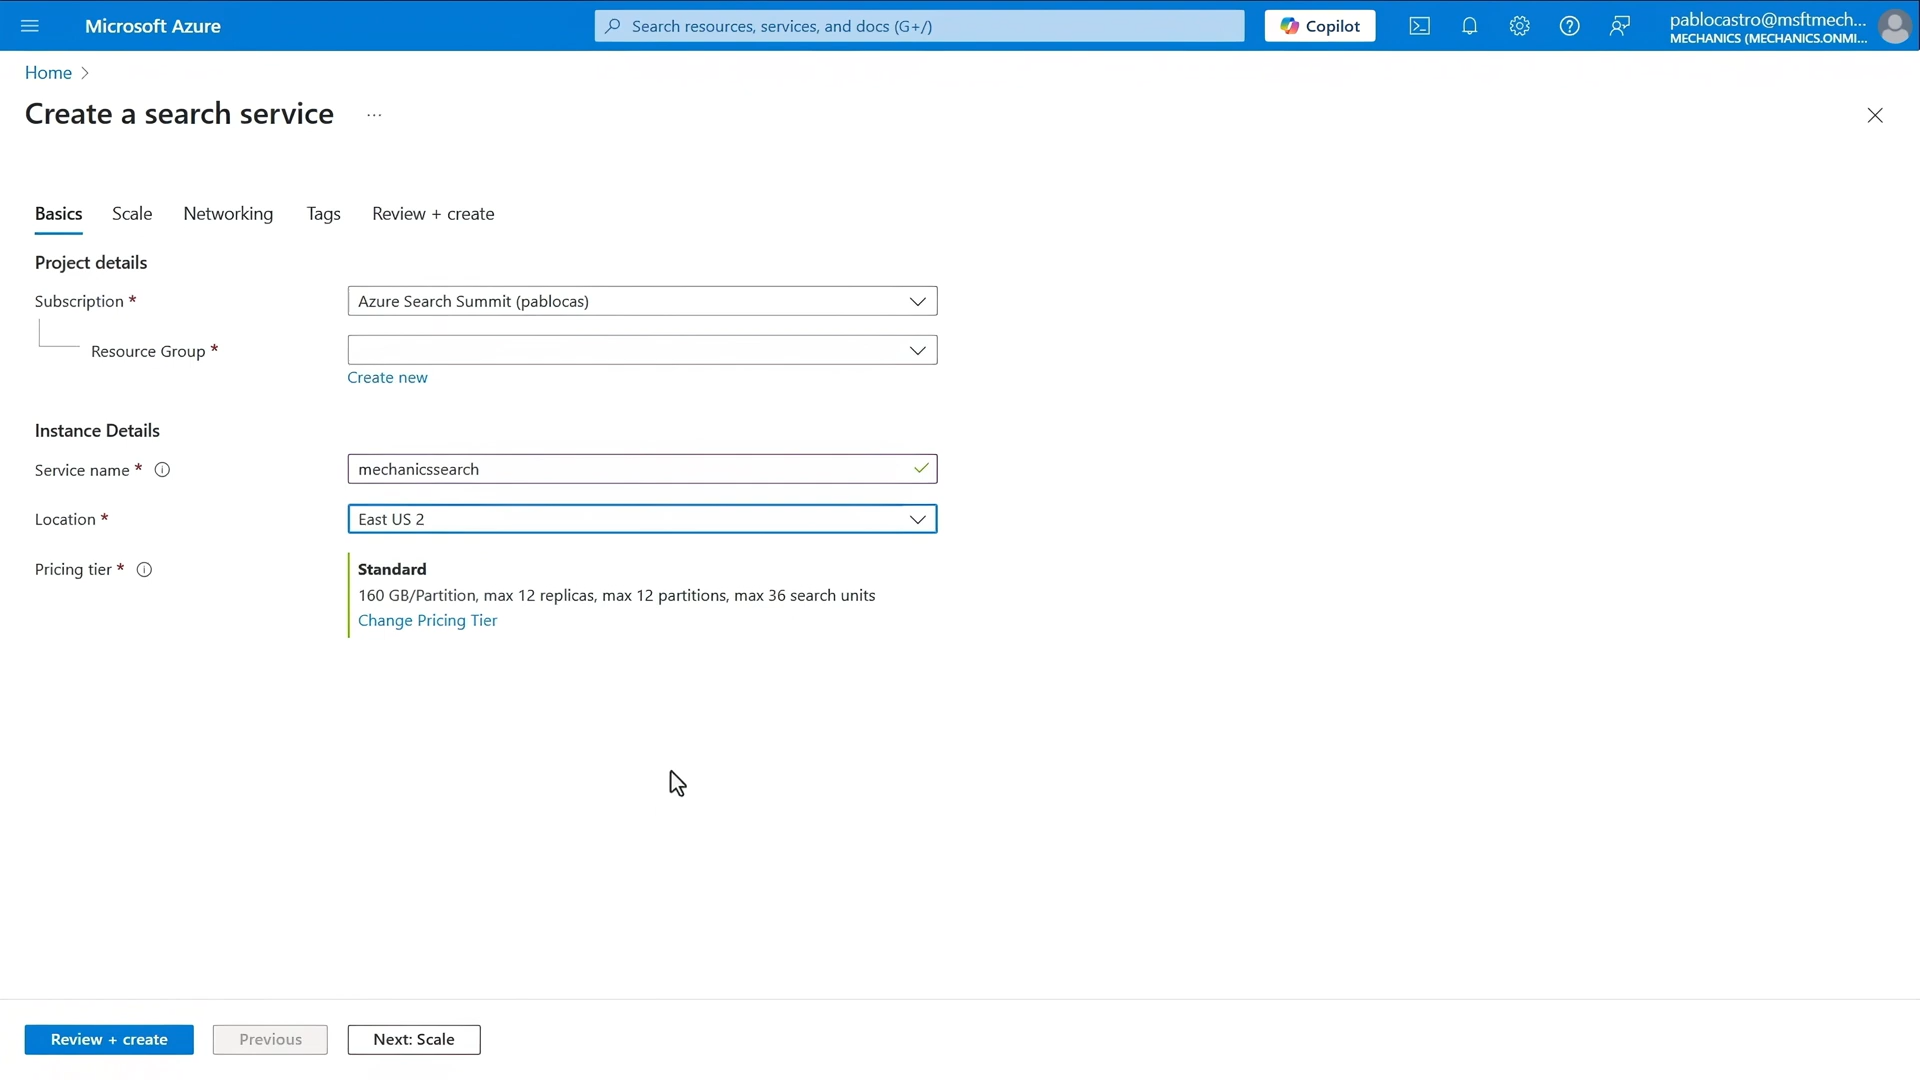 Microsoft Azure
Search resources, services, and docs (G+/)
Copilot
pablocastro@msftmech...
MECHANICS (MECHANICS.ONMI...
Home
Create a search service
...
Basics
Scale
Networking
Tags
Review + create
Project details
Subscription *
Azure Search Summit (pablocas)
Resource Group *
Create new
Instance Details
Service name *
mechanicssearch
Location *
East US 2
Pricing tier *
Standard
160 GB/Partition, max 12 replicas, max 12 partitions, max 36 search units
Change Pricing Tier
Review + create
Previous
Next: Scale